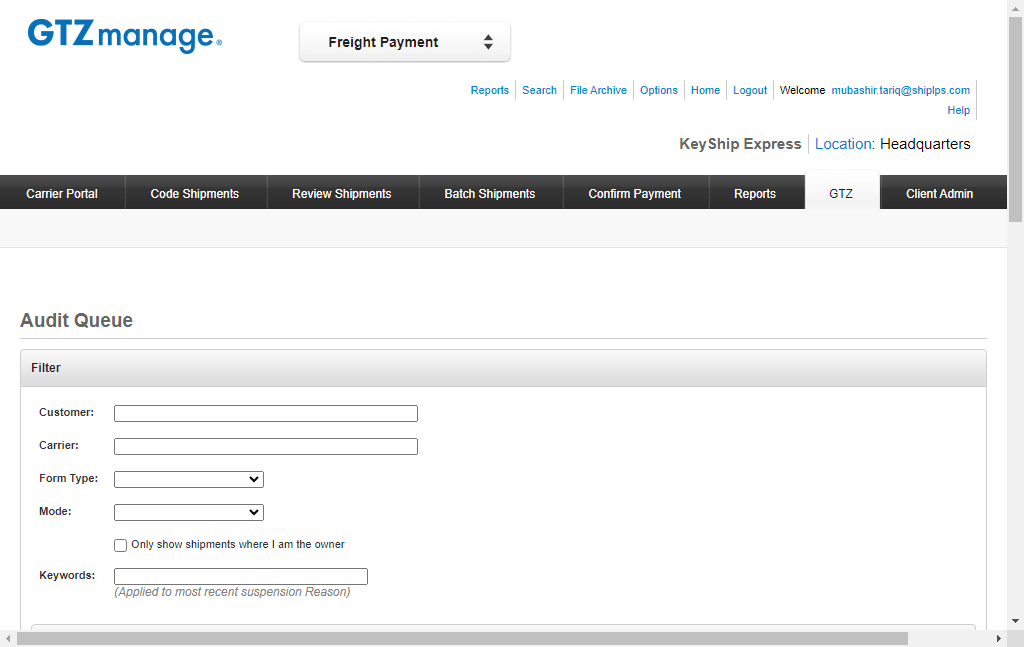 GTZmanage®
Freight Payment
Reports Search File Archive Options Home Logout Welcome mubashir.tariq@shiplps.com
Help
KeyShip Express Location: Headquarters
Carrier Portal Code Shipments Review Shipments Batch Shipments Confirm Payment Reports GTZ Client Admin
Audit Queue
Filter
Customer:
Carrier:
Form Type:
Mode:
Only show shipments where I am the owner
Keywords:
(Applied to most recent suspension Reason)